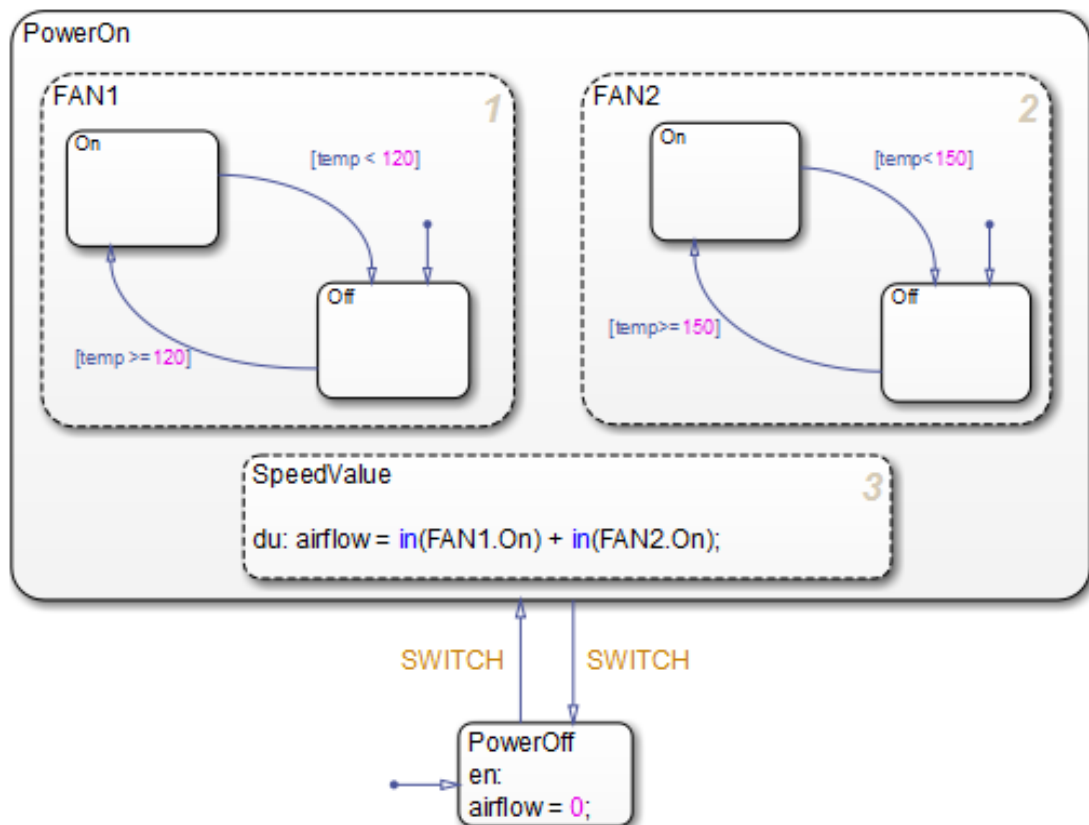 PowerOn
FAN1
1
On
[temp < 120]
Off
[temp >= 120]
FAN2
2
On
[temp<150]
Off
[temp>= 150]
SpeedValue
3
du: airflow = in(FAN1.On) + in(FAN2.On);
SWITCH
SWITCH
PowerOff
en:
airflow = 0;